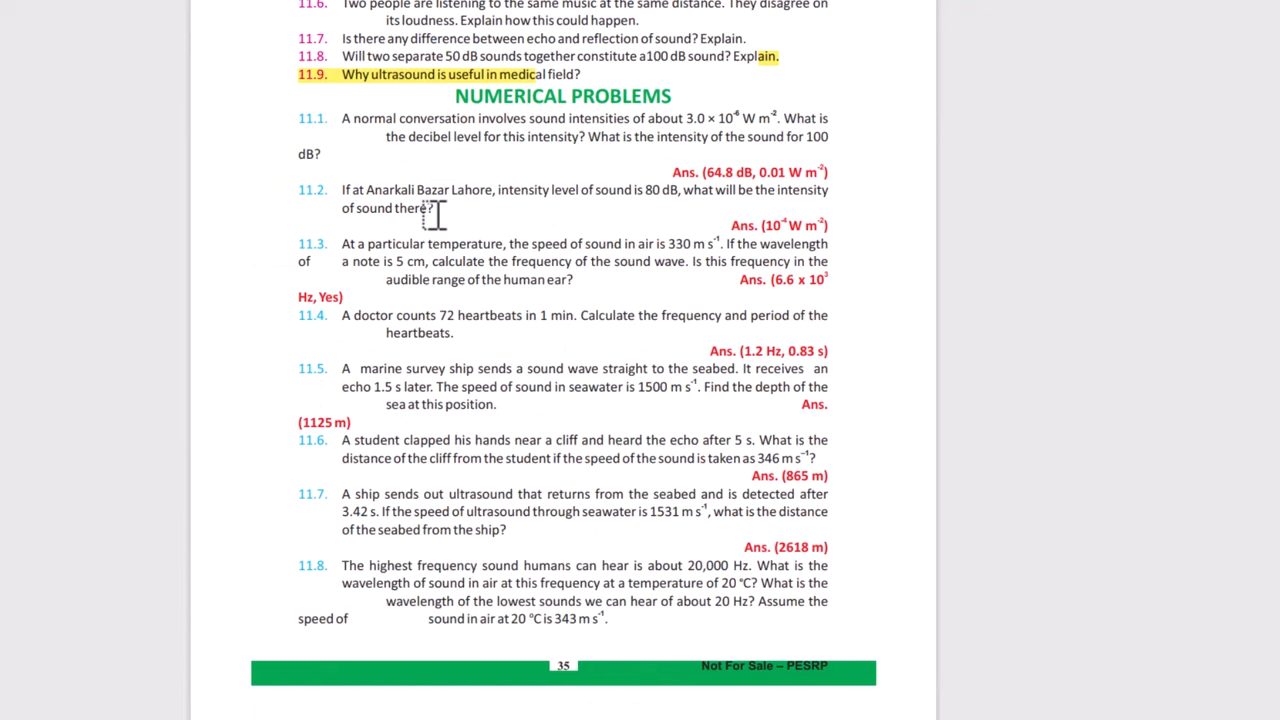 11.6. Two people are listening to the same music at the same distance. They disagree on
its loudness. Explain how this could happen.
11.7. Is there any difference between echo and reflection of sound? Explain.
11.8. Will two separate 50 dB sounds together constitute a100 dB sound? Explain.
11.9. Why ultrasound is useful in medical field?
NUMERICAL PROBLEMS
11.1. A normal conversation involves sound intensities of about 3.0 × 10⁻⁶ W m⁻². What is
the decibel level for this intensity? What is the intensity of the sound for 100
dB?
Ans. (64.8 dB, 0.01 W m⁻²)
11.2. If at Anarkali Bazar Lahore, intensity level of sound is 80 dB, what will be the intensity
of sound there?
Ans. (10⁻⁴ W m⁻²)
11.3. At a particular temperature, the speed of sound in air is 330 m s⁻¹. If the wavelength
of a note is 5 cm, calculate the frequency of the sound wave. Is this frequency in the
audible range of the human ear? Ans. (6.6 x 10³
Hz, Yes)
11.4. A doctor counts 72 heartbeats in 1 min. Calculate the frequency and period of the
heartbeats.
Ans. (1.2 Hz, 0.83 s)
11.5. A marine survey ship sends a sound wave straight to the seabed. It receives an
echo 1.5 s later. The speed of sound in seawater is 1500 m s⁻¹. Find the depth of the
sea at this position. Ans.
(1125 m)
11.6. A student clapped his hands near a cliff and heard the echo after 5 s. What is the
distance of the cliff from the student if the speed of the sound is taken as 346 m s⁻¹?
Ans. (865 m)
11.7. A ship sends out ultrasound that returns from the seabed and is detected after
3.42 s. If the speed of ultrasound through seawater is 1531 m s⁻¹, what is the distance
of the seabed from the ship?
Ans. (2618 m)
11.8. The highest frequency sound humans can hear is about 20,000 Hz. What is the
wavelength of sound in air at this frequency at a temperature of 20 °C? What is the
wavelength of the lowest sounds we can hear of about 20 Hz? Assume the
speed of sound in air at 20 °C is 343 m s⁻¹.
35 Not For Sale – PESRP